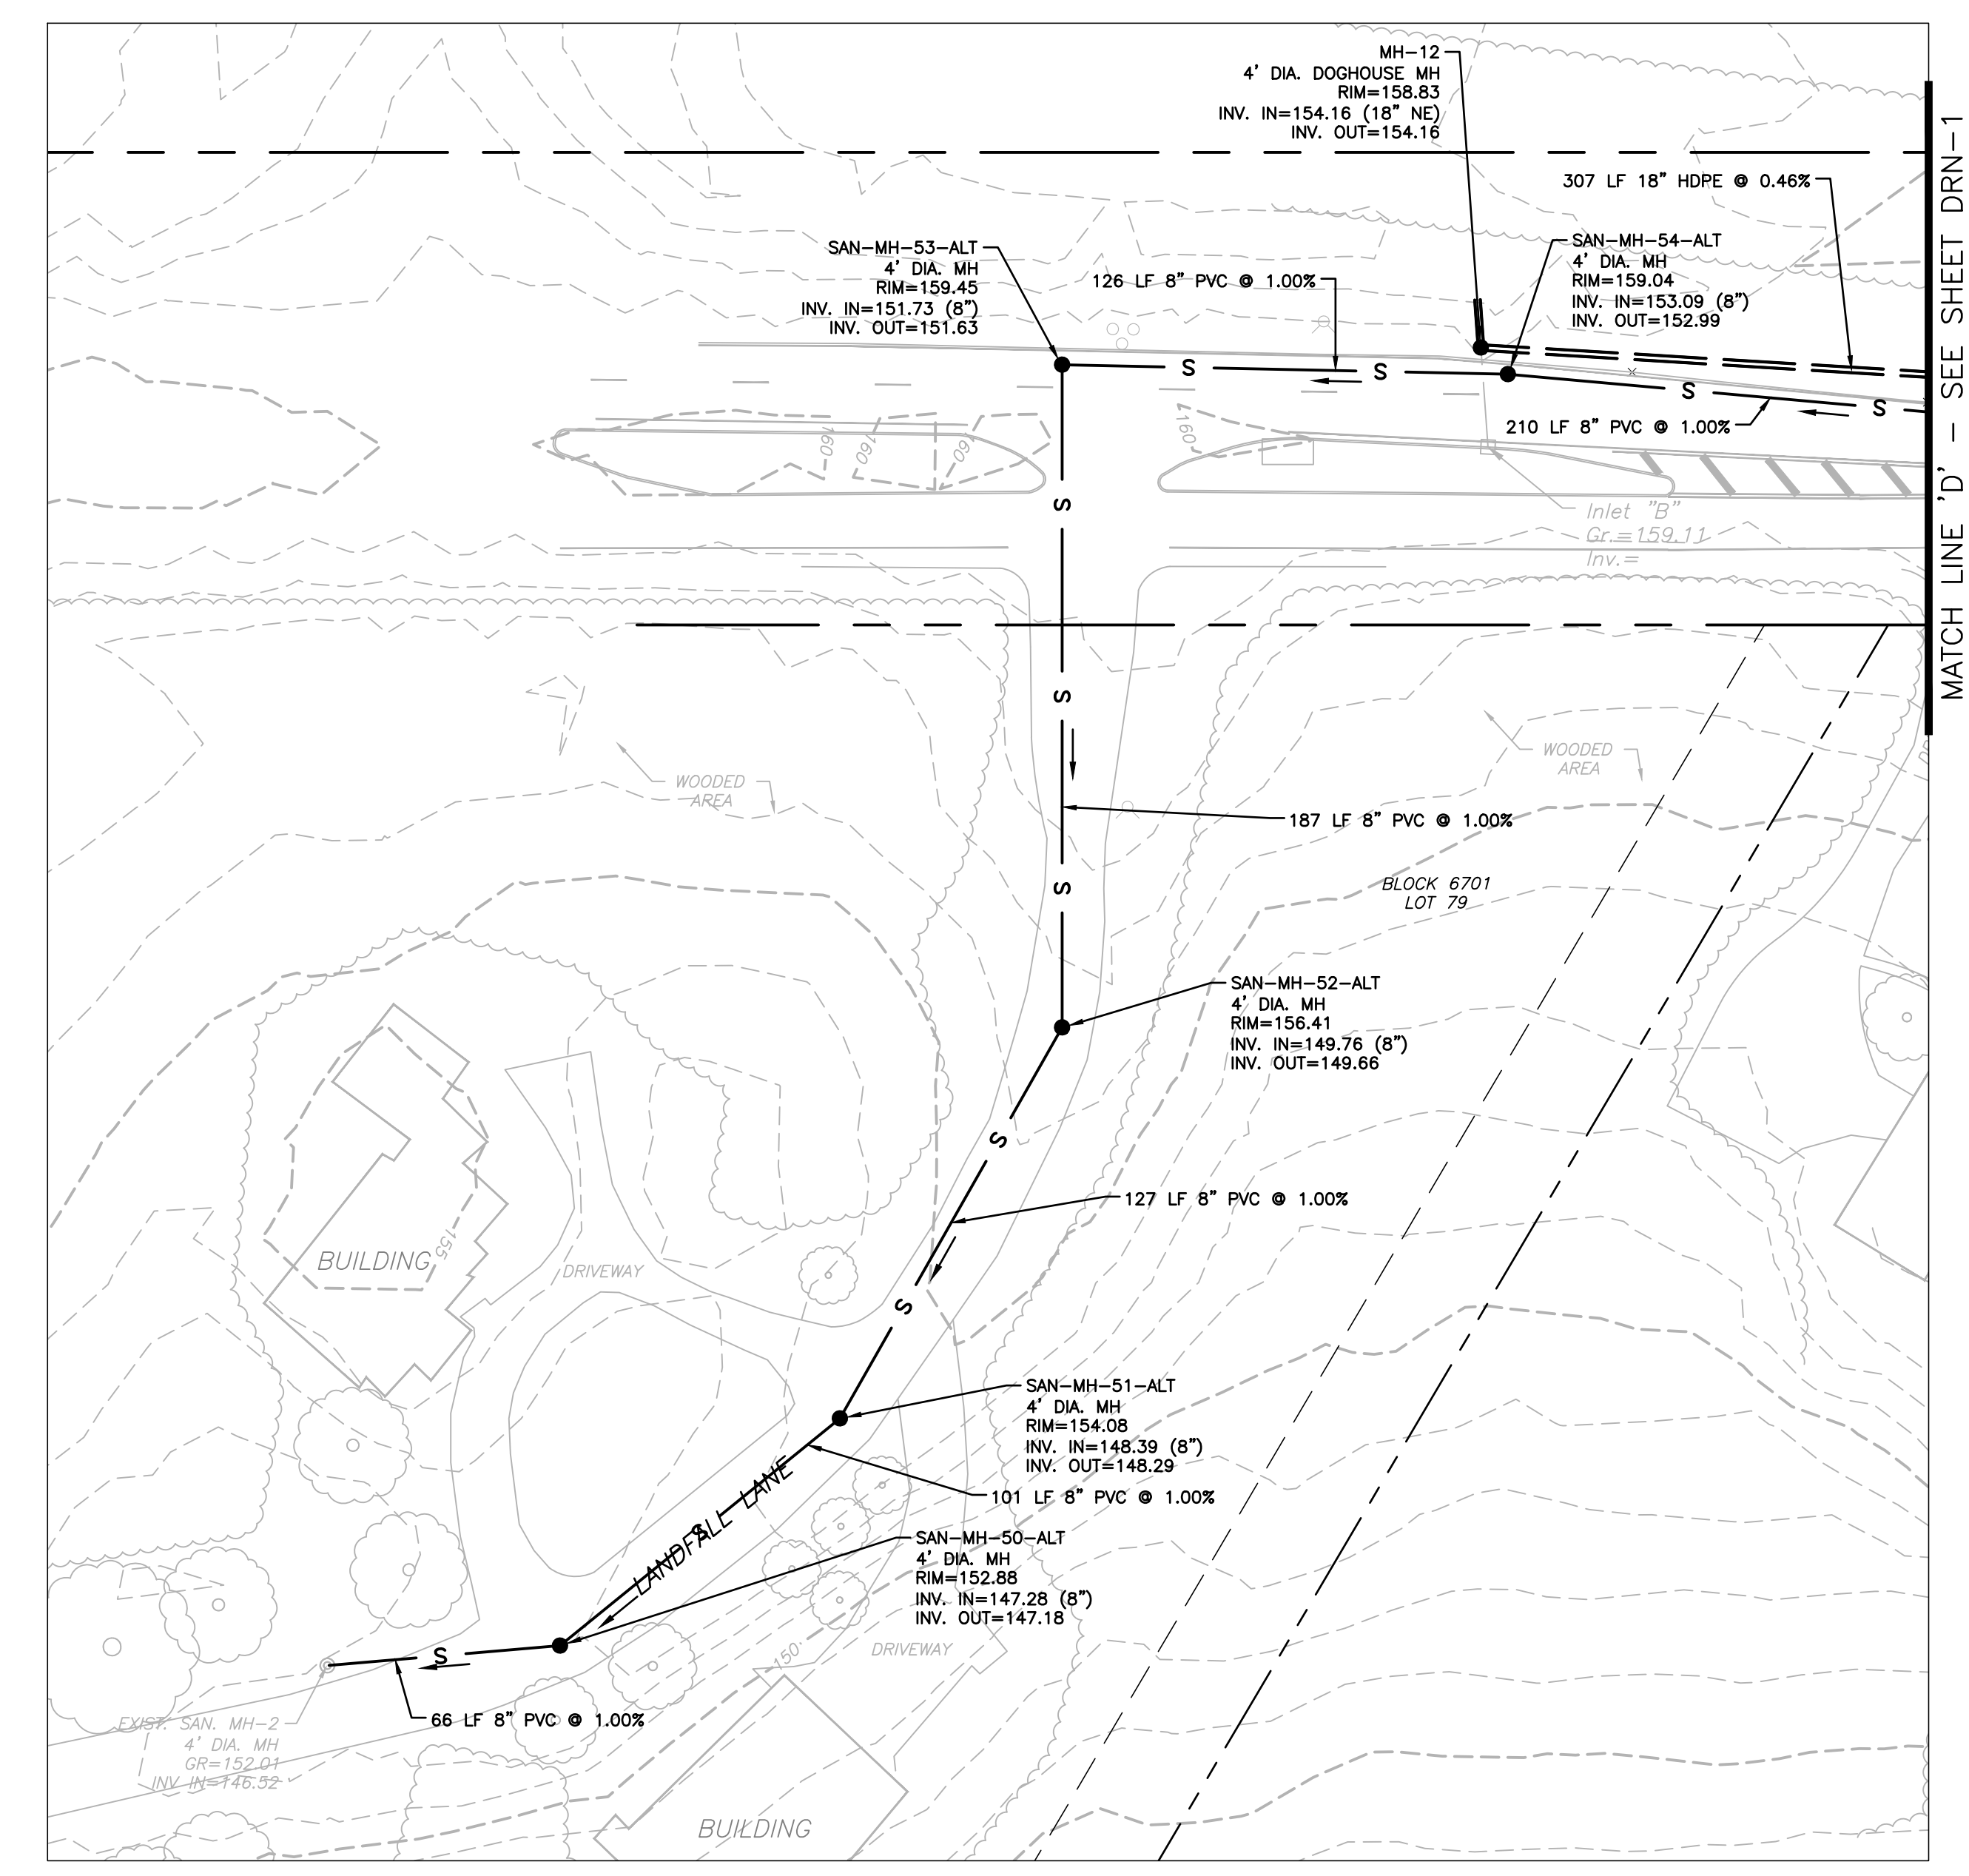 MH-12
4' DIA. DOGHOUSE MH
RIM=158.83
INV. IN=154.16 (18" NE)
INV. OUT=154.16
307 LF 18" HDPE @ 0.46%
SAN-MH-53-ALT
4' DIA. MH
RIM=159.45
INV. IN=151.73 (8")
INV. OUT=151.63
126 LF 8" PVC @ 1.00%
SAN-MH-54-ALT
4' DIA. MH
RIM=159.04
INV. IN=153.09 (8")
INV. OUT=152.99
S
S
S
S
210 LF 8" PVC @ 1.00%
MATCH LINE 'D' - SEE SHEET DRN-1
160
160
60
160
S
Inlet "B"
Gr.=159.11
Inv.=
S
WOODED
AREA
WOODED
AREA
187 LF 8" PVC @ 1.00%
S
BLOCK 6701
LOT 79
SAN-MH-52-ALT
4' DIA. MH
RIM=156.41
INV. IN=149.76 (8")
INV. OUT=149.66
S
127 LF 8" PVC @ 1.00%
BUILDING
155
DRIVEWAY
S
SAN-MH-51-ALT
4' DIA. MH
RIM=154.08
INV. IN=148.39 (8")
INV. OUT=148.29
101 LF 8" PVC @ 1.00%
LANDFALL LANE
S
SAN-MH-50-ALT
4' DIA. MH
RIM=152.88
INV. IN=147.28 (8")
INV. OUT=147.18
S
150
DRIVEWAY
66 LF 8" PVC @ 1.00%
EXIST. SAN. MH-2
4' DIA. MH
GR=152.01
INV IN=146.52
BUILDING